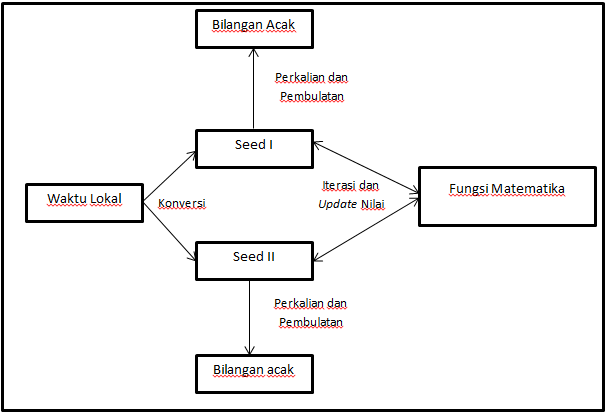 Bilangan Acak
Perkalian dan
Pembulatan
Seed I
Waktu Lokal
Konversi
Iterasi dan
Update Nilai
Fungsi Matematika
Seed II
Perkalian dan
Pembulatan
Bilangan acak